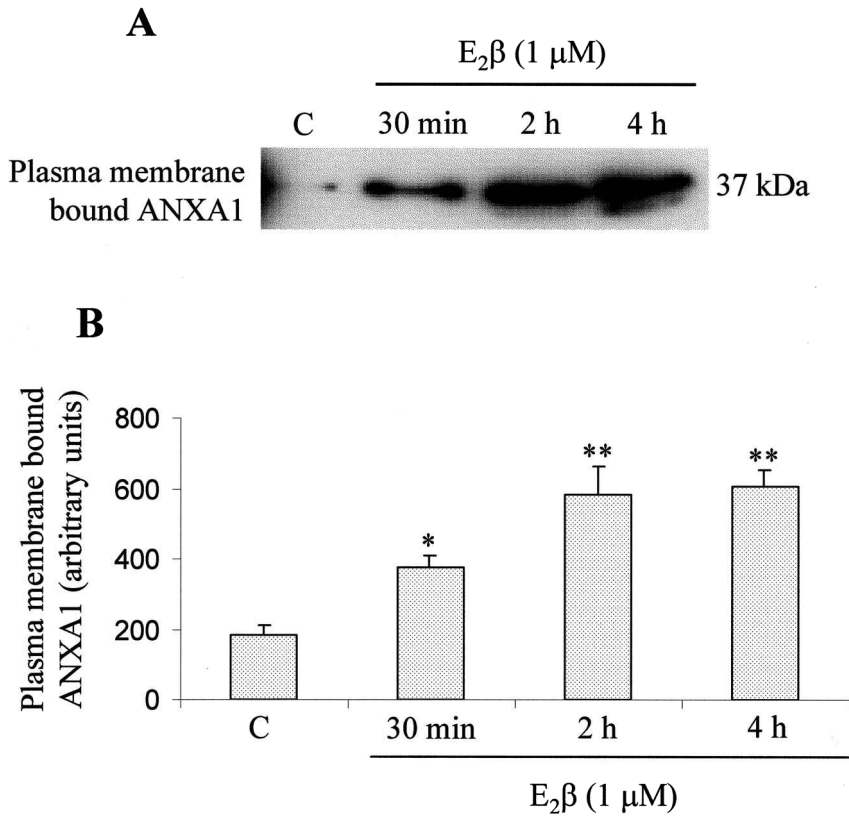 A
E₂β (1 μM)
C 30 min 2 h 4 h
Plasma membrane
bound ANXA1
37 kDa
B
Plasma membrane bound
ANXA1 (arbitrary units)
800
600
400
200
0
*
**
**
C 30 min 2 h 4 h
E₂β (1 μM)